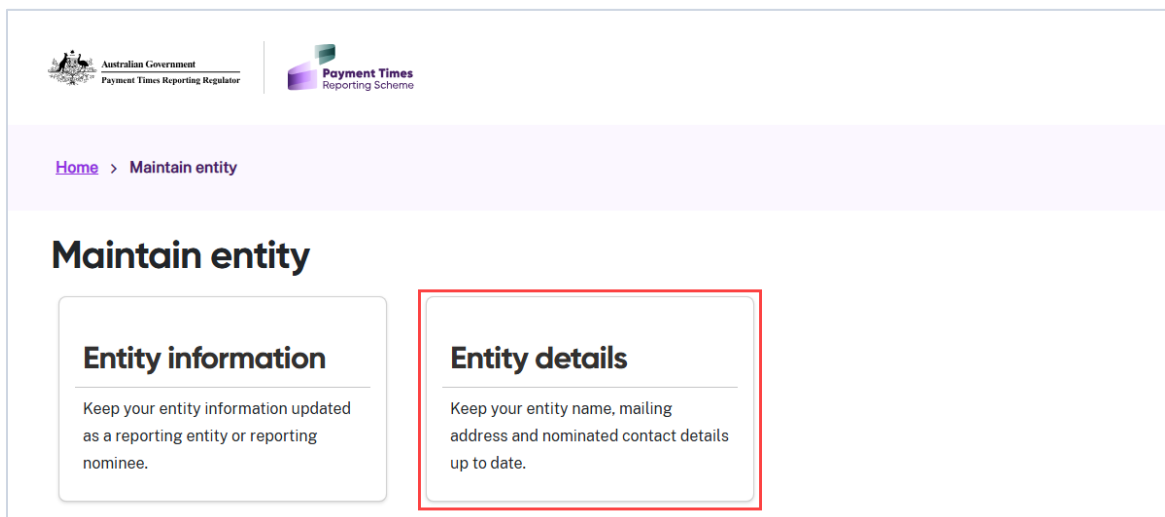 Australian Government
Payment Times Reporting Regulator
Payment Times
Reporting Scheme
Home > Maintain entity
Maintain entity
Entity information
Keep your entity information updated
as a reporting entity or reporting
nominee.
Entity details
Keep your entity name, mailing
address and nominated contact details
up to date.